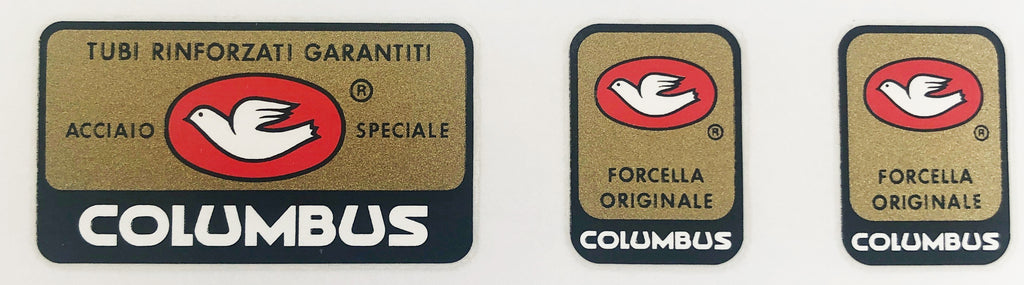 TUBI RINFORZATI GARANTITI
®
ACCIAIO SPECIALE
COLUMBUS
®
FORCELLA
ORIGINALE
COLUMBUS
®
FORCELLA
ORIGINALE
COLUMBUS